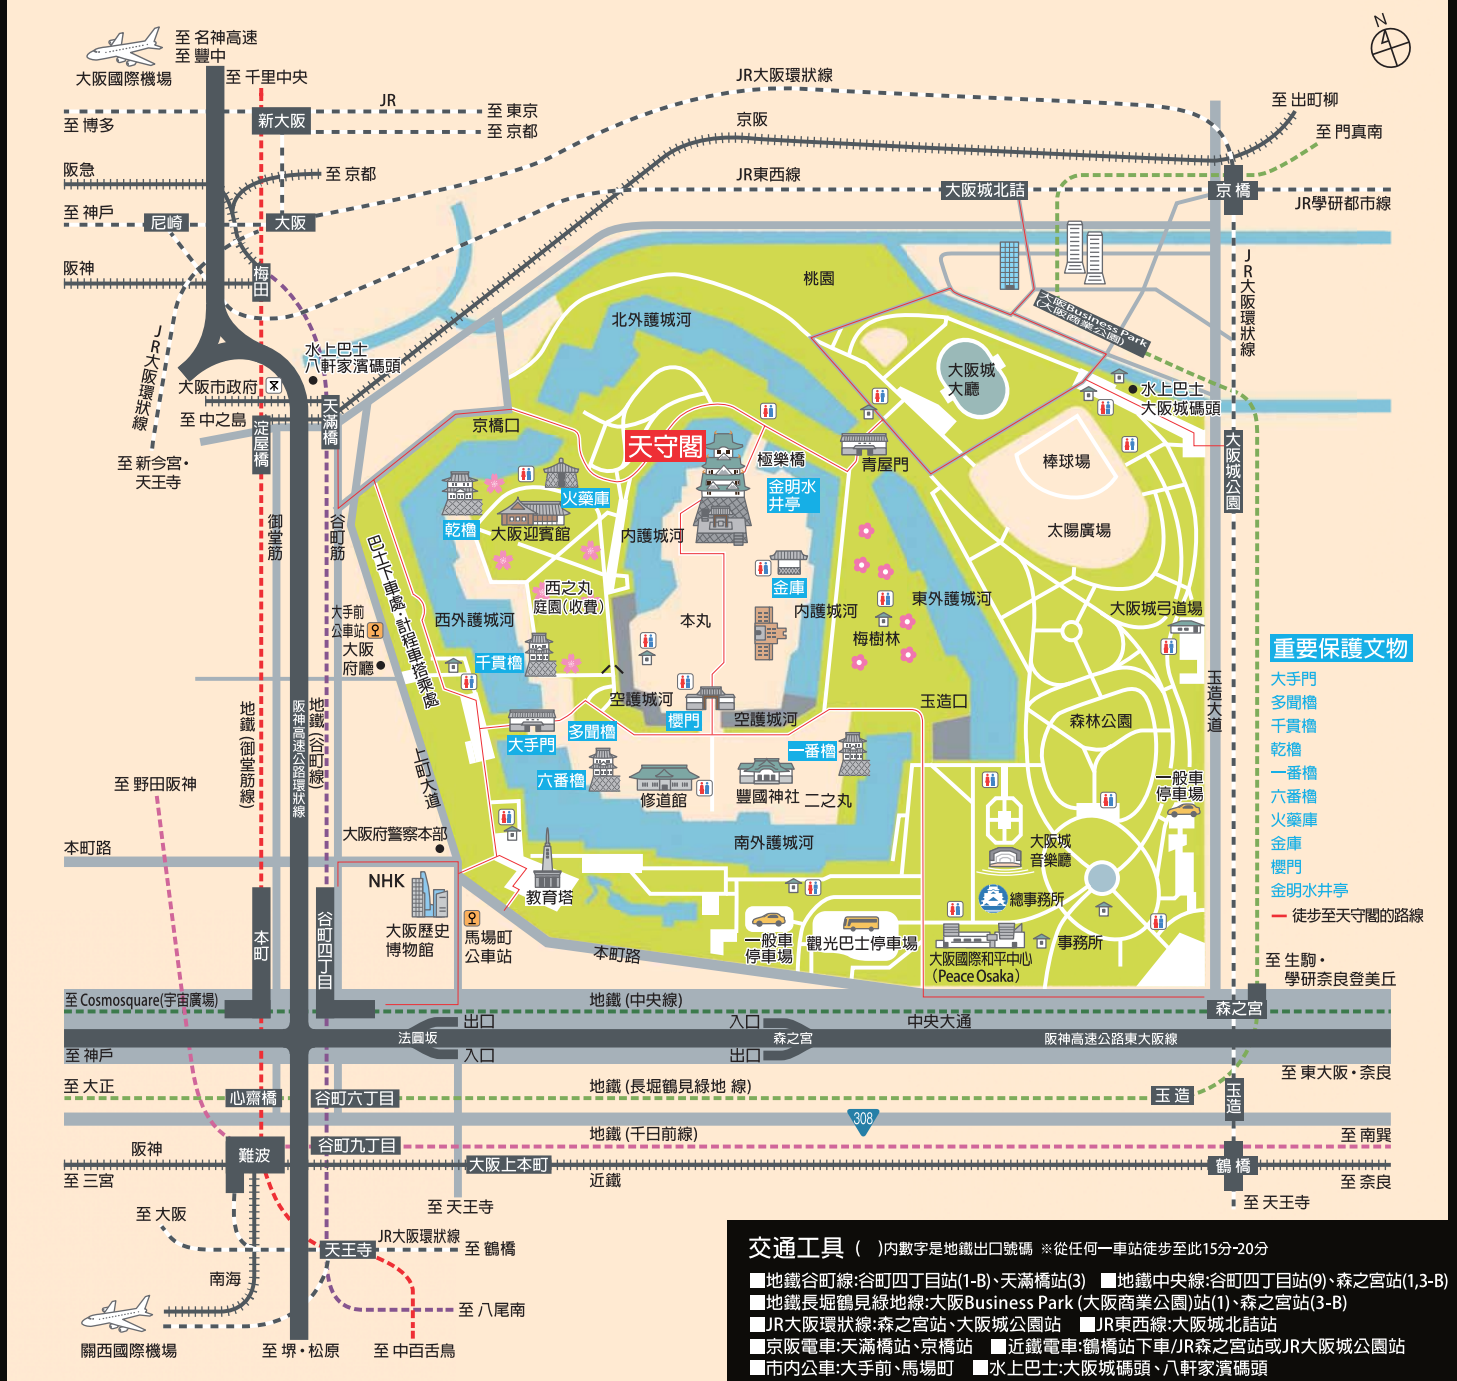 至 名神高速
至 豐中
大阪國際機場
至 千里中央
N
JR大阪環狀線
JR
至 東京
至 博多
新大阪
至 京都
京阪
至 出町柳
至 門真南
阪急
至 京都
JR東西線
大阪城北詰
京橋
JR學研都市線
至 神戶
尼崎
大阪
阪神
梅田
桃園
北外護城河
大阪Business Park
(大阪商業公園)
JR大阪環狀線
JR大阪環狀線
水上巴士
八軒家濱碼頭
大阪市政府
至 中之島
天滿橋
淀屋橋
京橋口
大阪城
大廳
水上巴士
大阪城碼頭
至 新今宮・
天王寺
天守閣
極樂橋
青屋門
棒球場
大阪城公園
金明水
井亭
火藥庫
乾櫓
大阪迎賓館
內護城河
太陽廣場
御堂筋
谷町筋
巴士下車處・計程車搭乘處
金庫
西之丸
庭園(收費)
西外護城河
本丸
內護城河
東外護城河
梅樹林
大阪城弓道場
大手前
公車站
大阪
府廳
千貫櫓
空護城河
櫻門
空護城河
玉造口
森林公園
玉造大道
重要保護文物
大手門
多聞櫓
千貫櫓
乾櫓
一番櫓
六番櫓
火藥庫
金庫
櫻門
金明水井亭
徒步至天守閣的路線
地鐵(御堂筋線)
阪神高速公路環狀線
地鐵(谷町線)
上町大道
大手門
多聞櫓
一番櫓
六番櫓
修道館
豐國神社
二之丸
一般車
停車場
至 野田阪神
大阪府警察本部
本町路
南外護城河
大阪城
音樂廳
NHK
教育塔
總事務所
大阪歷史
博物館
馬場町
公車站
本町
谷町四丁目
本町路
一般車
停車場
觀光巴士停車場
大阪國際和平中心
(Peace Osaka)
事務所
至 生駒・
學研奈良登美丘
至 Cosmosquare(宇宙廣場)
地鐵 (中央線)
森之宮
出口
法圓坂
入口
入口
森之宮
出口
中央大通
阪神高速公路東大阪線
至 神戶
至 東大阪・奈良
至 大正
地鐵 (長堀鶴見綠地 線)
心齋橋
谷町六丁目
玉造
玉造
308
地鐵 (千日前線)
至 南巽
阪神
難波
谷町九丁目
大阪上本町
鶴橋
至 三宮
近鐵
至 奈良
至 天王寺
至 天王寺
至 大阪
JR大阪環狀線
天王寺
至 鶴橋
南海
至 八尾南
關西國際機場
至 堺・松原
至 中百舌鳥
交通工具 ( )內數字是地鐵出口號碼 ※從任何一車站徒步至此15分-20分
■地鐵谷町線:谷町四丁目站(1-B)、天滿橋站(3) ■地鐵中央線:谷町四丁目站(9)、森之宮站(1,3-B)
■地鐵長堀鶴見綠地線:大阪Business Park (大阪商業公園)站(1)、森之宮站(3-B)
■JR大阪環狀線:森之宮站、大阪城公園站 ■JR東西線:大阪城北詰站
■京阪電車:天滿橋站、京橋站 ■近鐵電車:鶴橋站下車/JR森之宮站或JR大阪城公園站
■市內公車:大手前、馬場町 ■水上巴士:大阪城碼頭、八軒家濱碼頭